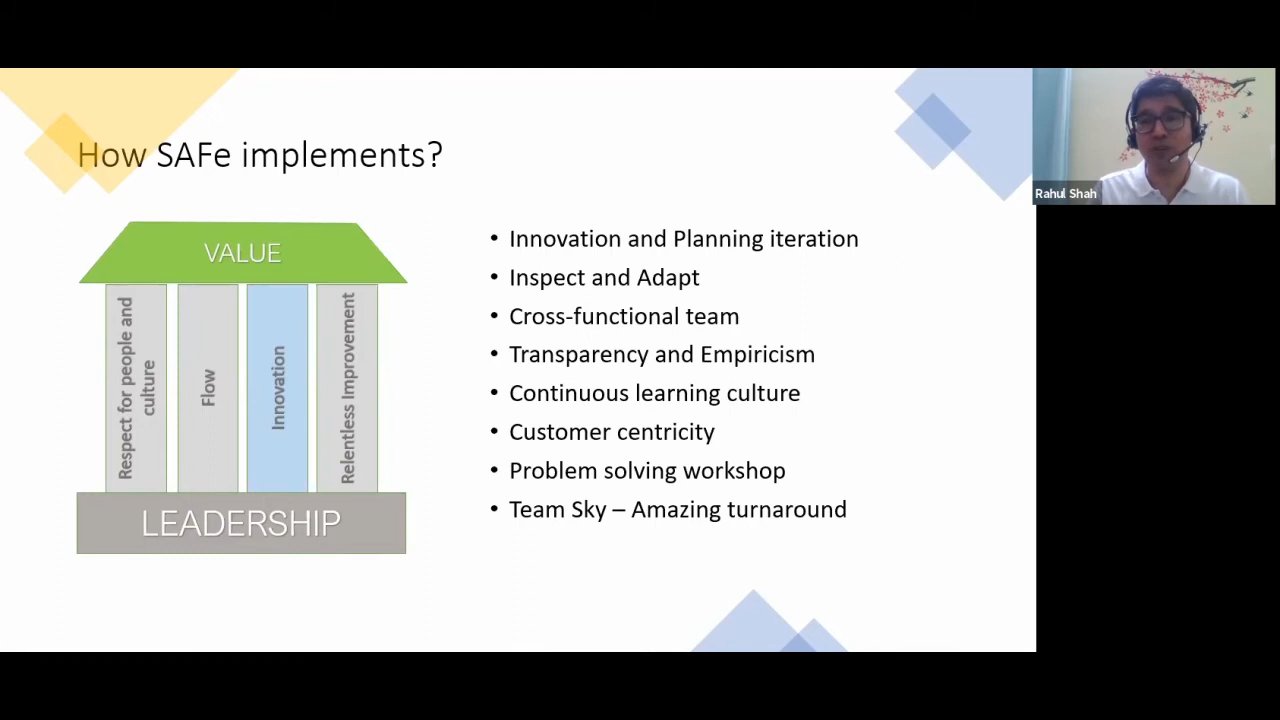 How SAFe implements?
VALUE
Respect for people and
culture
Flow
Innovation
Relentless Improvement
LEADERSHIP
• Innovation and Planning iteration
• Inspect and Adapt
• Cross-functional team
• Transparency and Empiricism
• Continuous learning culture
• Customer centricity
• Problem solving workshop
• Team Sky – Amazing turnaround
Rahul Shah